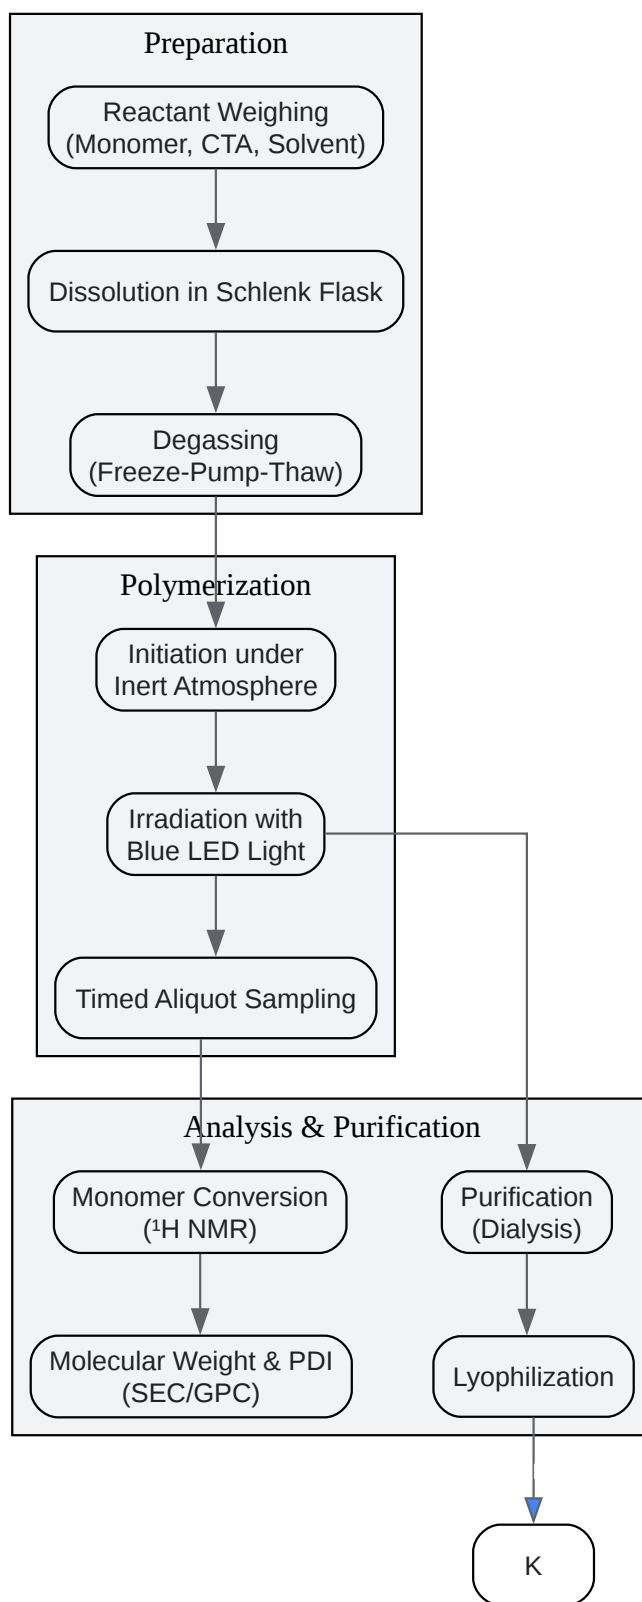 Preparation
Reactant Weighing
(Monomer, CTA, Solvent)
Dissolution in Schlenk Flask
Degassing
(Freeze-Pump-Thaw)
Polymerization
Initiation under
Inert Atmosphere
Irradiation with
Blue LED Light
Timed Aliquot Sampling
Analysis & Purification
Monomer Conversion
(¹H NMR)
Purification
(Dialysis)
Molecular Weight & PDI
(SEC/GPC)
Lyophilization
K